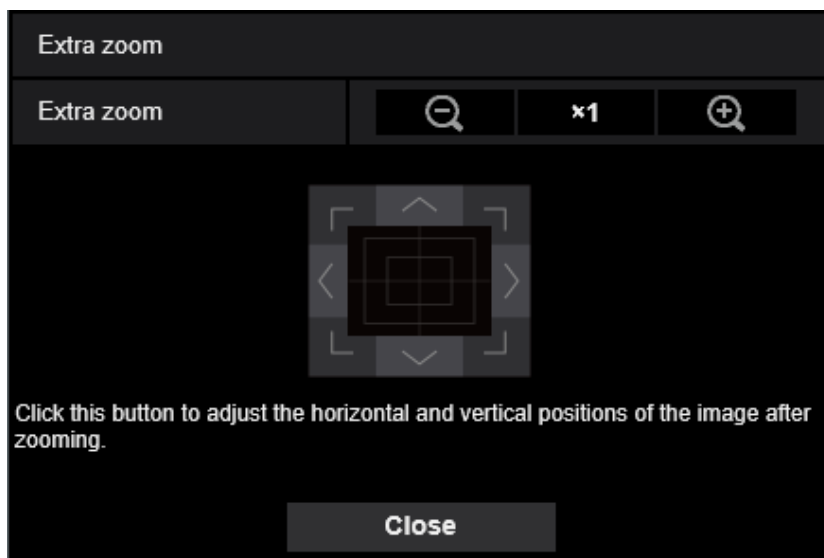 Extra zoom
Extra zoom
×1
Click this button to adjust the horizontal and vertical positions of the image after
zooming.
Close